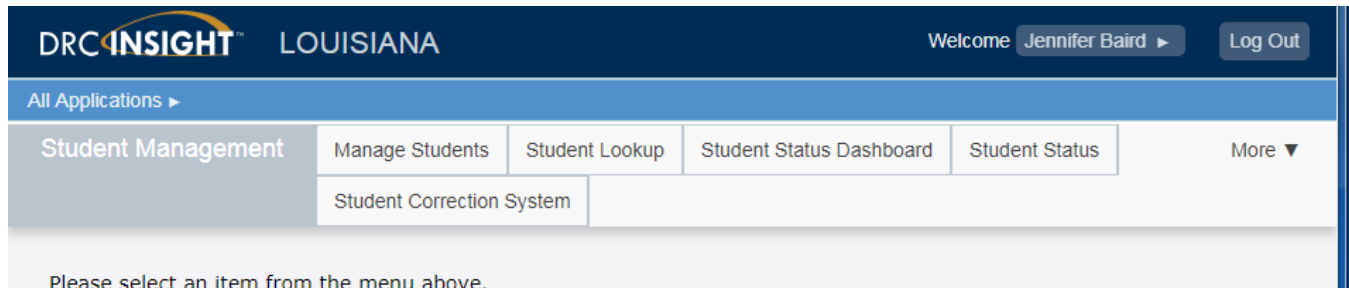 DRC INSIGHT™ LOUISIANA Welcome Jennifer Baird ► Log Out
All Applications ►
Student Management Manage Students Student Lookup Student Status Dashboard Student Status More ▼
Student Correction System
Please select an item from the menu above.